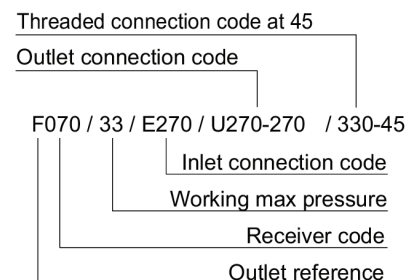 Threaded connection code at 45
Outlet connection code
F070 / 33 / E270 / U270-270 / 330-45
Inlet connection code
Working max pressure
Receiver code
Outlet reference